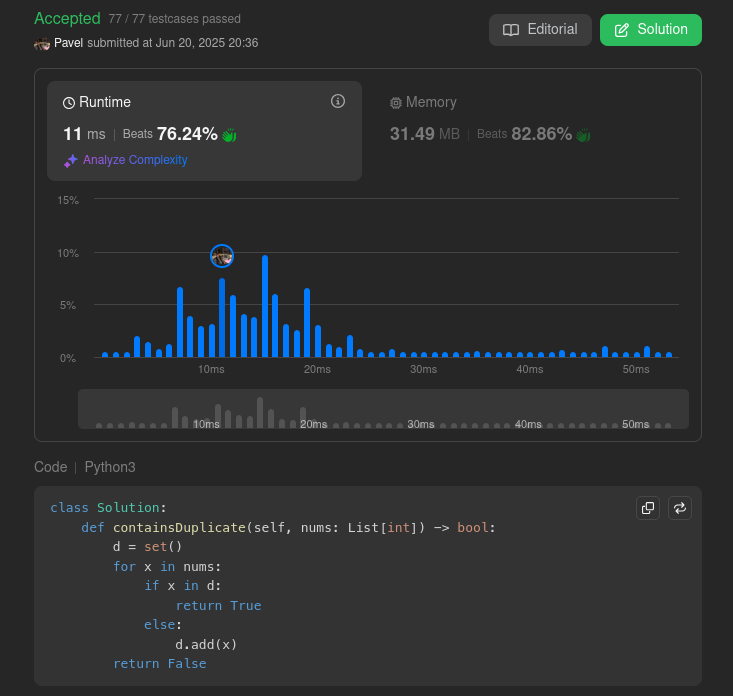 Accepted 77 / 77 testcases passed
Editorial
Solution
Pavel submitted at Jun 20, 2025 20:36
Runtime
11 ms | Beats 76.24%
Analyze Complexity
Memory
31.49 MB | Beats 82.86%
15%
10%
5%
0%
10ms 20ms 30ms 40ms 50ms
10ms 20ms 30ms 40ms 50ms
Code | Python3
class Solution:
    def containsDuplicate(self, nums: List[int]) -> bool:
        d = set()
        for x in nums:
            if x in d:
                return True
            else:
                d.add(x)
        return False